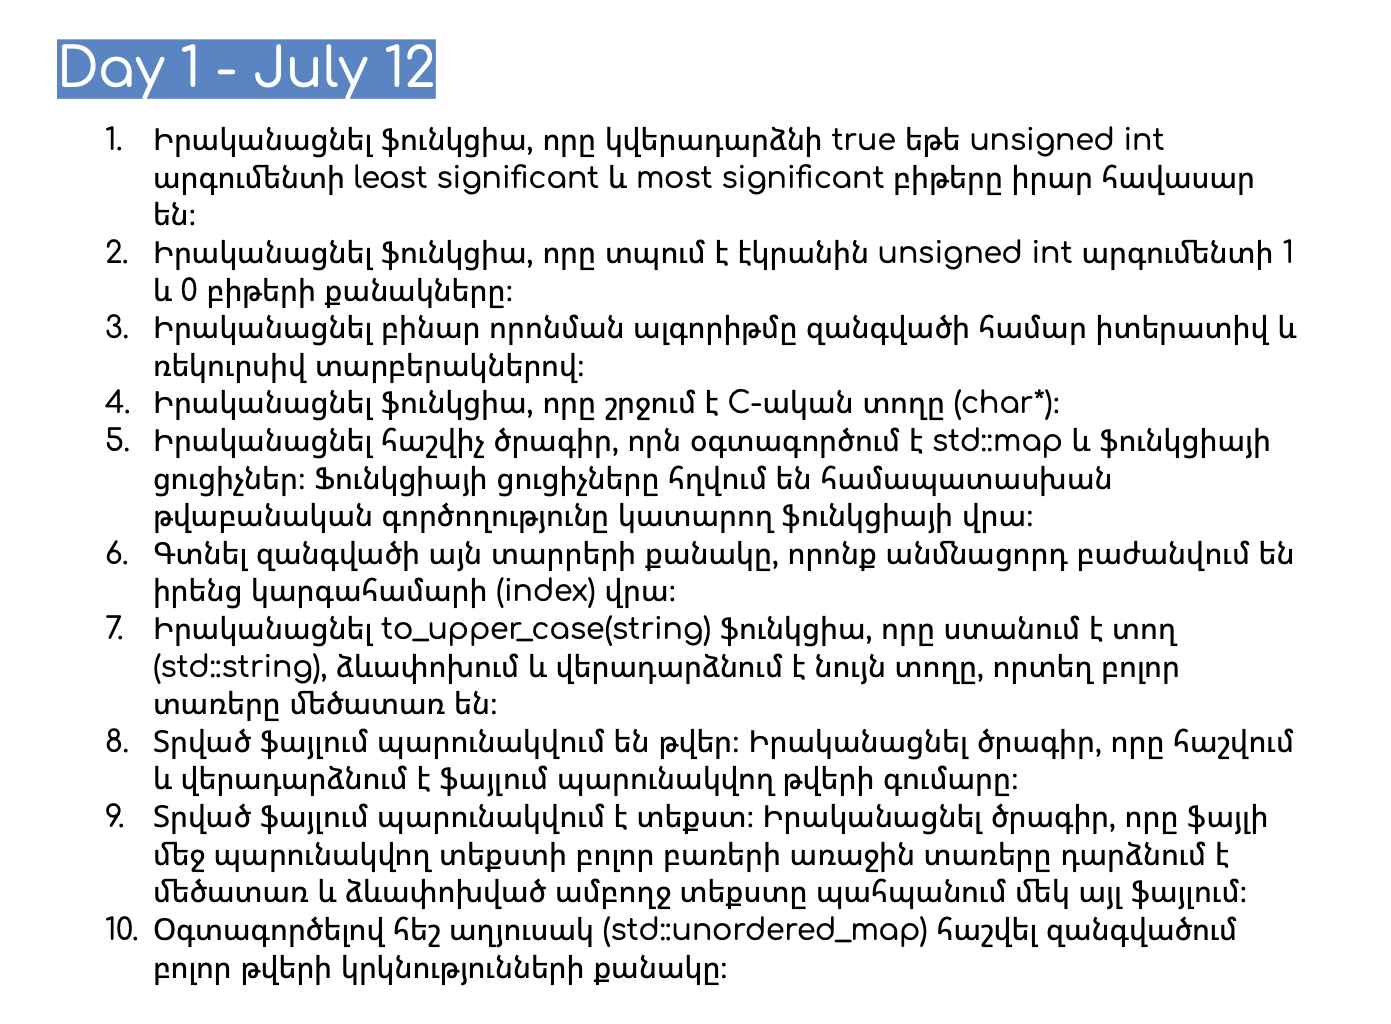 Day 1 - July 12
1. Իրականացնել ֆունկցիա, որը կվերադարձնի true եթե unsigned int
արգումենտի least significant և most significant բիթերը իրար հավասար
են:
2. Իրականացնել ֆունկցիա, որը տպում է էկրանին unsigned int արգումենտի 1
և 0 բիթերի քանակները:
3. Իրականացնել բինար որոնման ալգորիթմը զանգվածի համար իտերատիվ և
ռեկուրսիվ տարբերակներով:
4. Իրականացնել ֆունկցիա, որը շրջում է C-ական տողը (char*):
5. Իրականացնել հաշվիչ ծրագիր, որն օգտագործում է std::map և ֆունկցիայի
ցուցիչներ: Ֆունկցիայի ցուցիչները հղվում են համապատասխան
թվաբանական գործողությունը կատարող ֆունկցիայի վրա:
6. Գտնել զանգվածի այն տարրերի քանակը, որոնք անմնացորդ բաժանվում են
իրենց կարգահամարի (index) վրա:
7. Իրականացնել to_upper_case(string) ֆունկցիա, որը ստանում է տող
(std::string), ձևափոխում և վերադարձնում է նույն տողը, որտեղ բոլոր
տառերը մեծատառ են:
8. Տրված ֆայլում պարունակվում են թվեր: Իրականացնել ծրագիր, որը հաշվում
և վերադարձնում է ֆայլում պարունակվող թվերի գումարը:
9. Տրված ֆայլում պարունակվում է տեքստ: Իրականացնել ծրագիր, որը ֆայլի
մեջ պարունակվող տեքստի բոլոր բառերի առաջին տառերը դարձնում է
մեծատառ և ձևափոխված ամբողջ տեքստը պահպանում մեկ այլ ֆայլում:
10. Օգտագործելով հեշ աղյուսակ (std::unordered_map) հաշվել զանգվածում
բոլոր թվերի կրկնությունների քանակը: